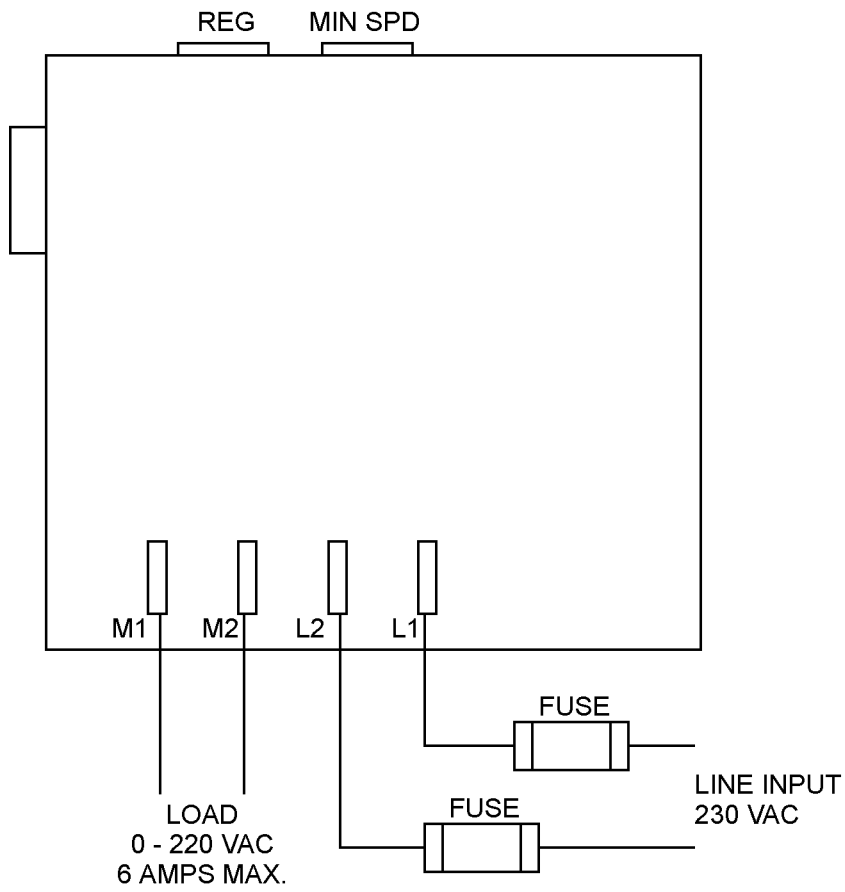 REG
MIN SPD
M1
M2
L2
L1
FUSE
LINE INPUT
230 VAC
FUSE
LOAD
0 - 220 VAC
6 AMPS MAX.